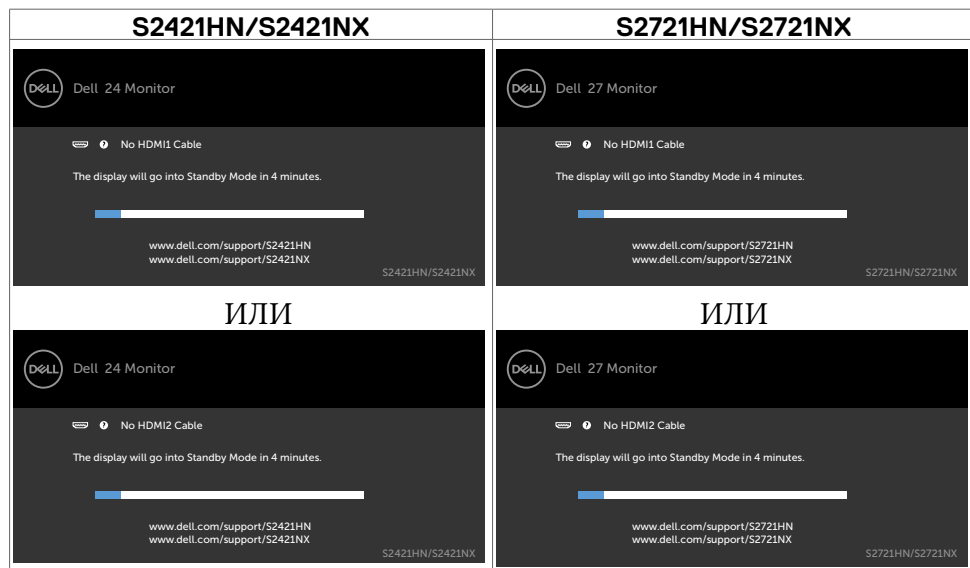 S2421HN/S2421NX
S2721HN/S2721NX
DELL
Dell 24 Monitor
No HDMI1 Cable
The display will go into Standby Mode in 4 minutes.
www.dell.com/support/S2421HN
www.dell.com/support/S2421NX
S2421HN/S2421NX
DELL
Dell 27 Monitor
No HDMI1 Cable
The display will go into Standby Mode in 4 minutes.
www.dell.com/support/S2721HN
www.dell.com/support/S2721NX
S2721HN/S2721NX
ИЛИ
ИЛИ
DELL
Dell 24 Monitor
No HDMI2 Cable
The display will go into Standby Mode in 4 minutes.
www.dell.com/support/S2421HN
www.dell.com/support/S2421NX
S2421HN/S2421NX
DELL
Dell 27 Monitor
No HDMI2 Cable
The display will go into Standby Mode in 4 minutes.
www.dell.com/support/S2721HN
www.dell.com/support/S2721NX
S2721HN/S2721NX